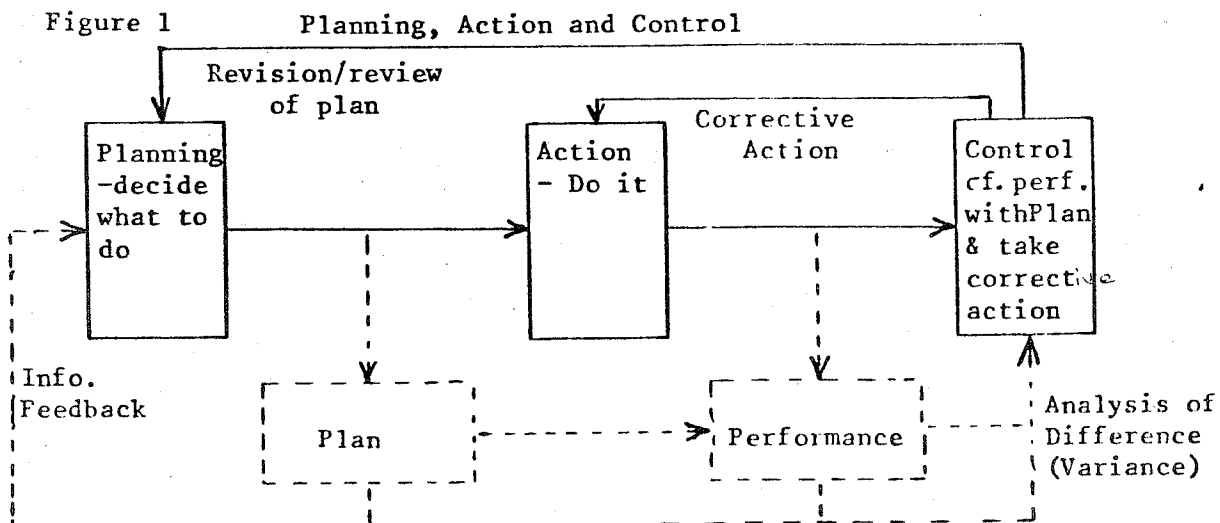 Figure 1 Planning, Action and Control
Revision/review
of plan
Corrective
Action
Planning
-decide
what to
do
Action
- Do it
Control
cf. perf.
withPlan
& take
corrective
action
Info.
Feedback
Plan
Performance
Analysis of
Difference
(Variance)